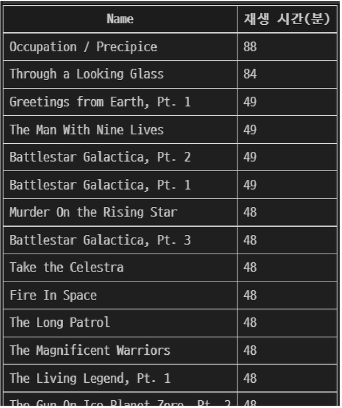 Name 재생 시간(분)
Occupation / Precipice 88
Through a Looking Glass 84
Greetings from Earth, Pt. 1 49
The Man With Nine Lives 49
Battlestar Galactica, Pt. 2 49
Battlestar Galactica, Pt. 1 49
Murder On the Rising Star 48
Battlestar Galactica, Pt. 3 48
Take the Celestra 48
Fire In Space 48
The Long Patrol 48
The Magnificent Warriors 48
The Living Legend, Pt. 1 48
The Gun On Ice Planet Zero, Pt. 2 48